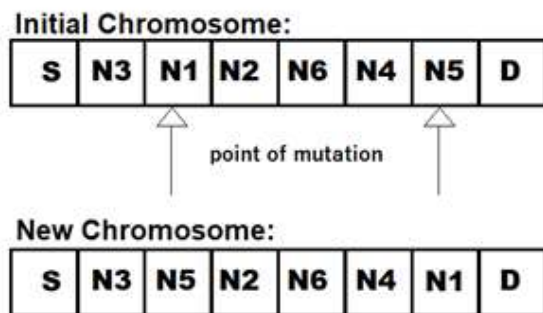 Initial Chromosome:
S N3 N1 N2 N6 N4 N5 D
point of mutation
New Chromosome:
S N3 N5 N2 N6 N4 N1 D